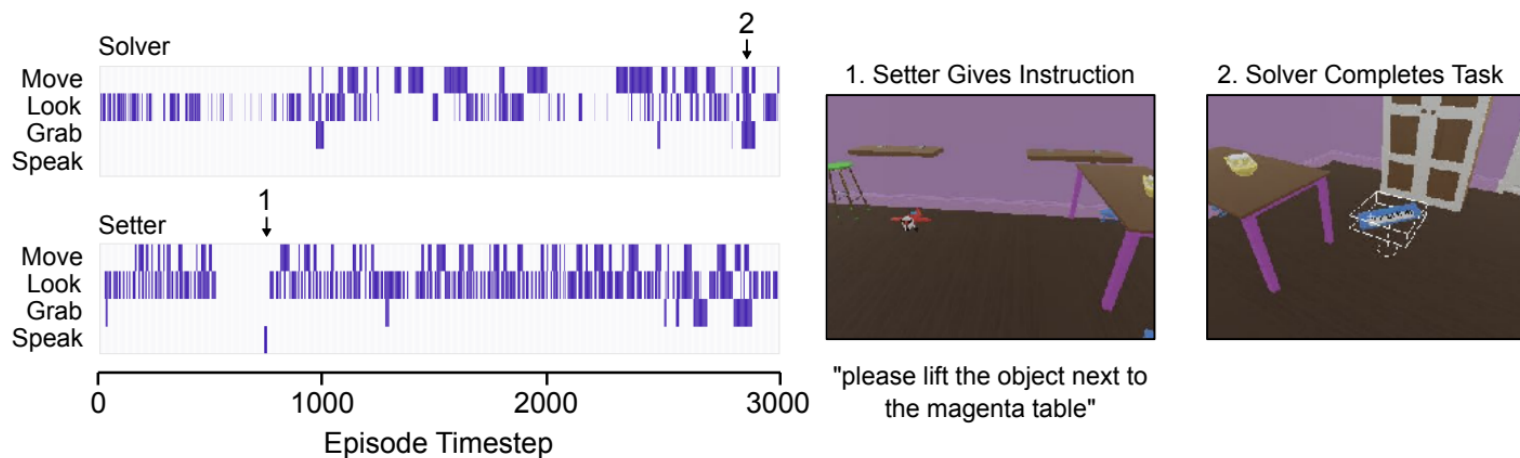 Solver
Move
Look
Grab
Speak
2
Setter
Move
Look
Grab
Speak
1
0
1000
2000
3000
Episode Timestep
1. Setter Gives Instruction
"please lift the object next to
the magenta table"
2. Solver Completes Task